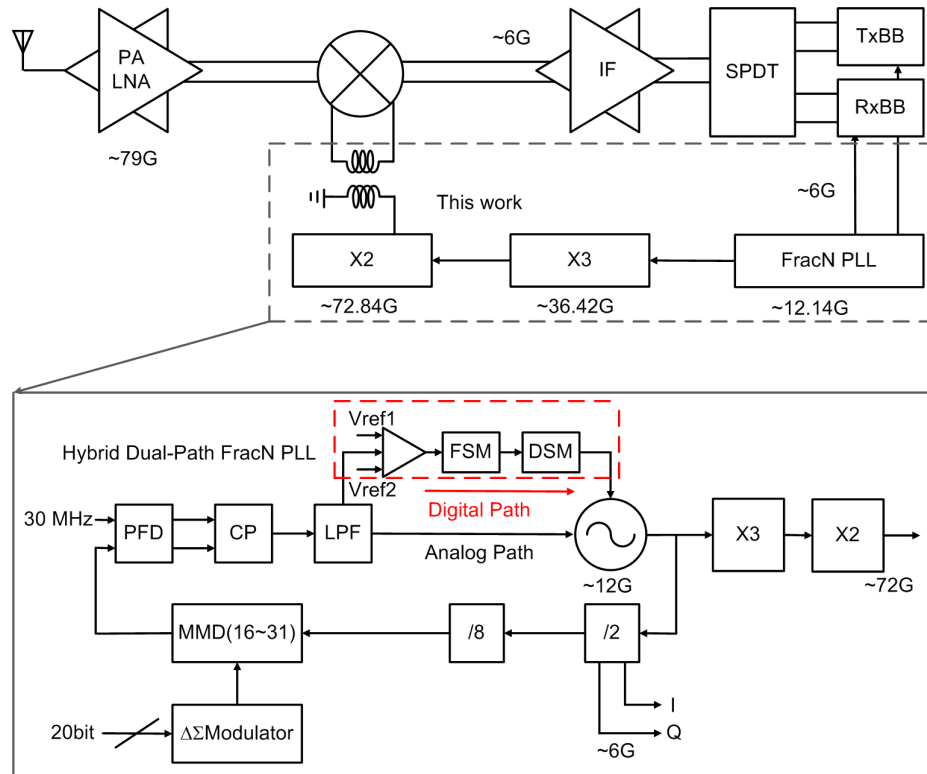 PA
LNA
~79G
~6G
IF
SPDT
TxBB
RxBB
~6G
This work
X2
X3
FracN PLL
~72.84G
~36.42G
~12.14G
Hybrid Dual-Path FracN PLL
Vref1
Vref2
FSM
DSM
Digital Path
30 MHz
PFD
CP
LPF
Analog Path
~12G
X3
X2
~72G
MMD(16~31)
/8
/2
20bit
ΔΣModulator
I
Q
~6G